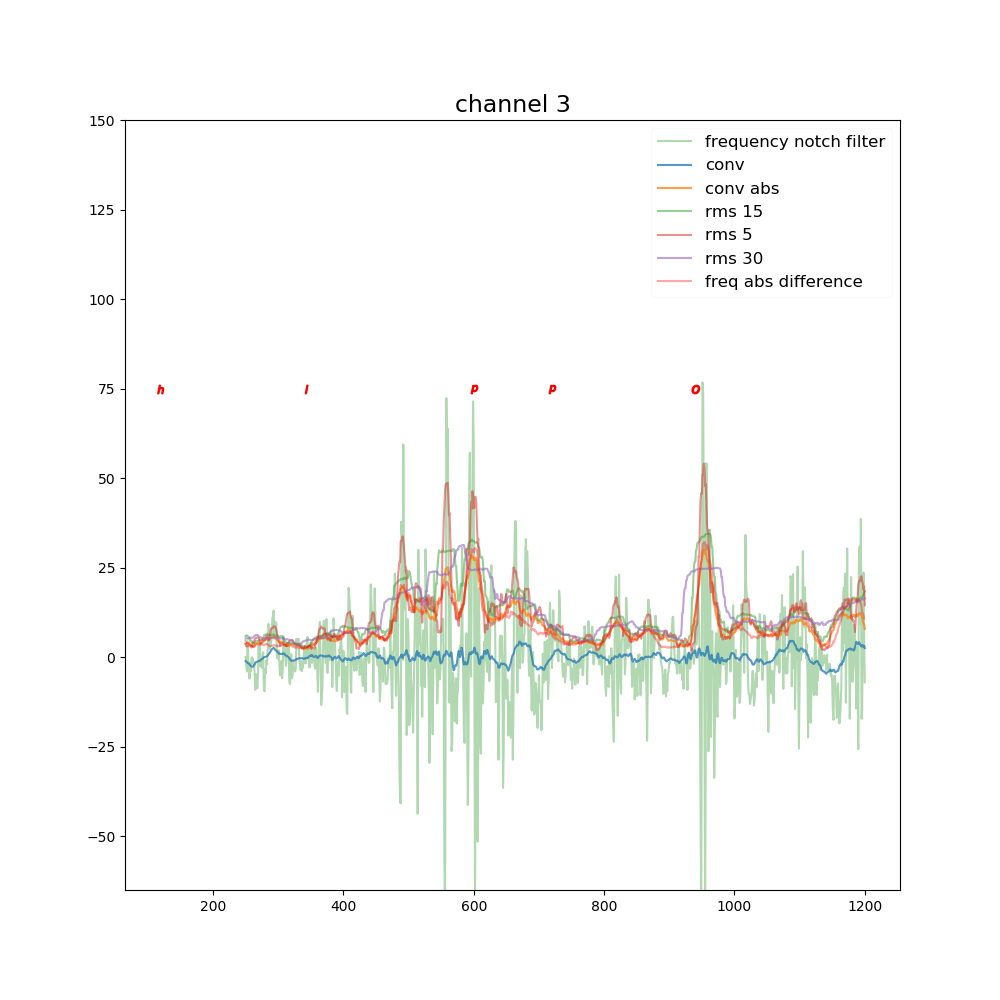 channel 3
150
frequency notch filter
conv
conv abs
rms 15
rms 5
rms 30
freq abs difference
125
100
75
h l p p o
50
25
0
−25
−50
200 400 600 800 1000 1200